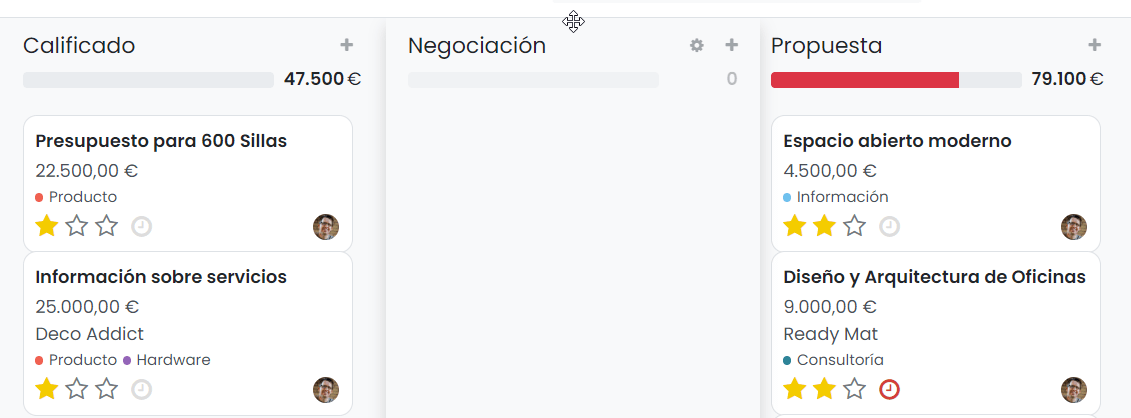 Calificado
47.500 €
Presupuesto para 600 Sillas
22.500,00 €
Producto
Información sobre servicios
25.000,00 €
Deco Addict
Producto Hardware
Negociación
0
Propuesta
79.100 €
Espacio abierto moderno
4.500,00 €
Información
Diseño y Arquitectura de Oficinas
9.000,00 €
Ready Mat
Consultoría